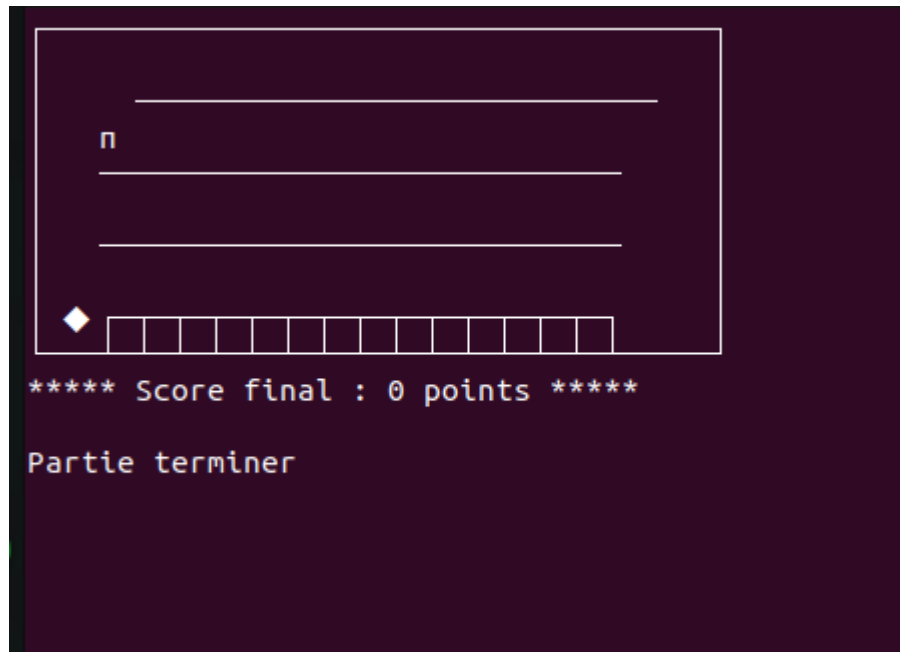 п
***** Score final : 0 points *****
Partie terminer